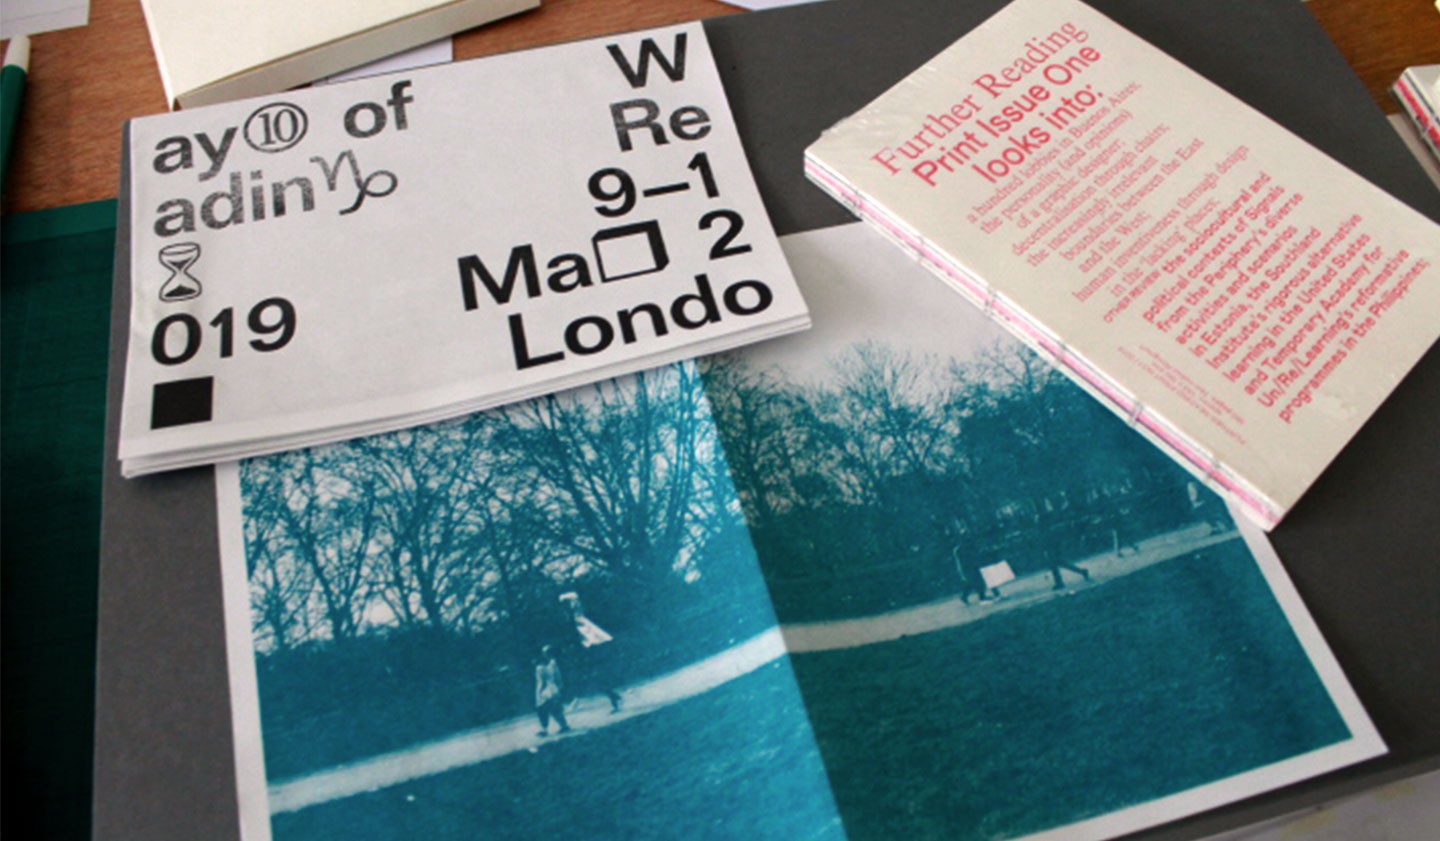 ay⑩ of
adin♑︎
⏳
019
W
Re
9–1
Ma❒ 2
Londo
Further Reading
Print Issue One
looks into:
a hundred lotteries in Buenos Aires;
the personality (and opinions)
of a graphic designer;
decentralisation through chairs;
the increasingly irrelevant
boundaries between the East
and the West;
human inventiveness through design
in the 'lacking' places;
the sociocultural and
political contexts of Signals
from the Periphery's diverse
activities and scenarios
in Estonia, the Southland
Institute's rigorous alternative
learning in the United States
and Temporary Academy for
Un/Re/Learning's reformative
programmes in the Philippines;